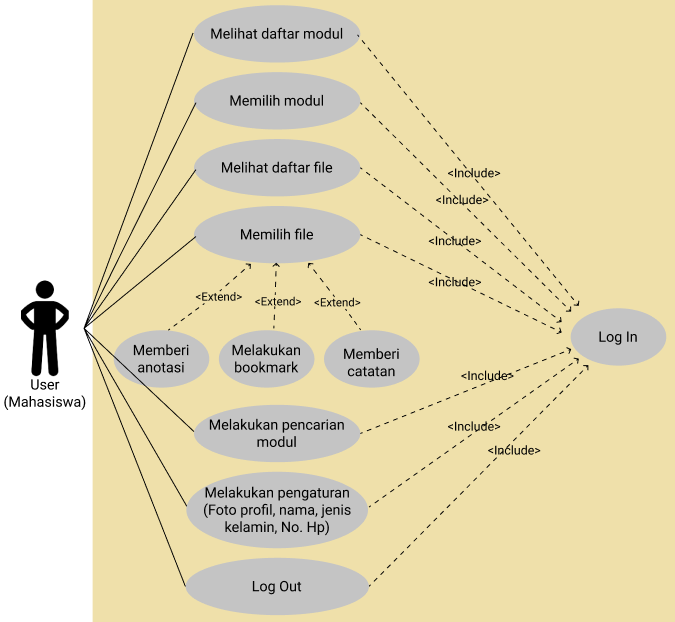 Melihat daftar modul
Memilih modul
<Include>
Melihat daftar file
<Include>
Memilih file
<Include>
<Include>
<Extend>
<Extend>
<Extend>
Log In
Memberi
anotasi
Melakukan
bookmark
Memberi
catatan
User
(Mahasiswa)
<Include>
Melakukan pencarian
modul
<Include>
<Include>
Melakukan pengaturan
(Foto profil, nama, jenis
kelamin, No. Hp)
Log Out